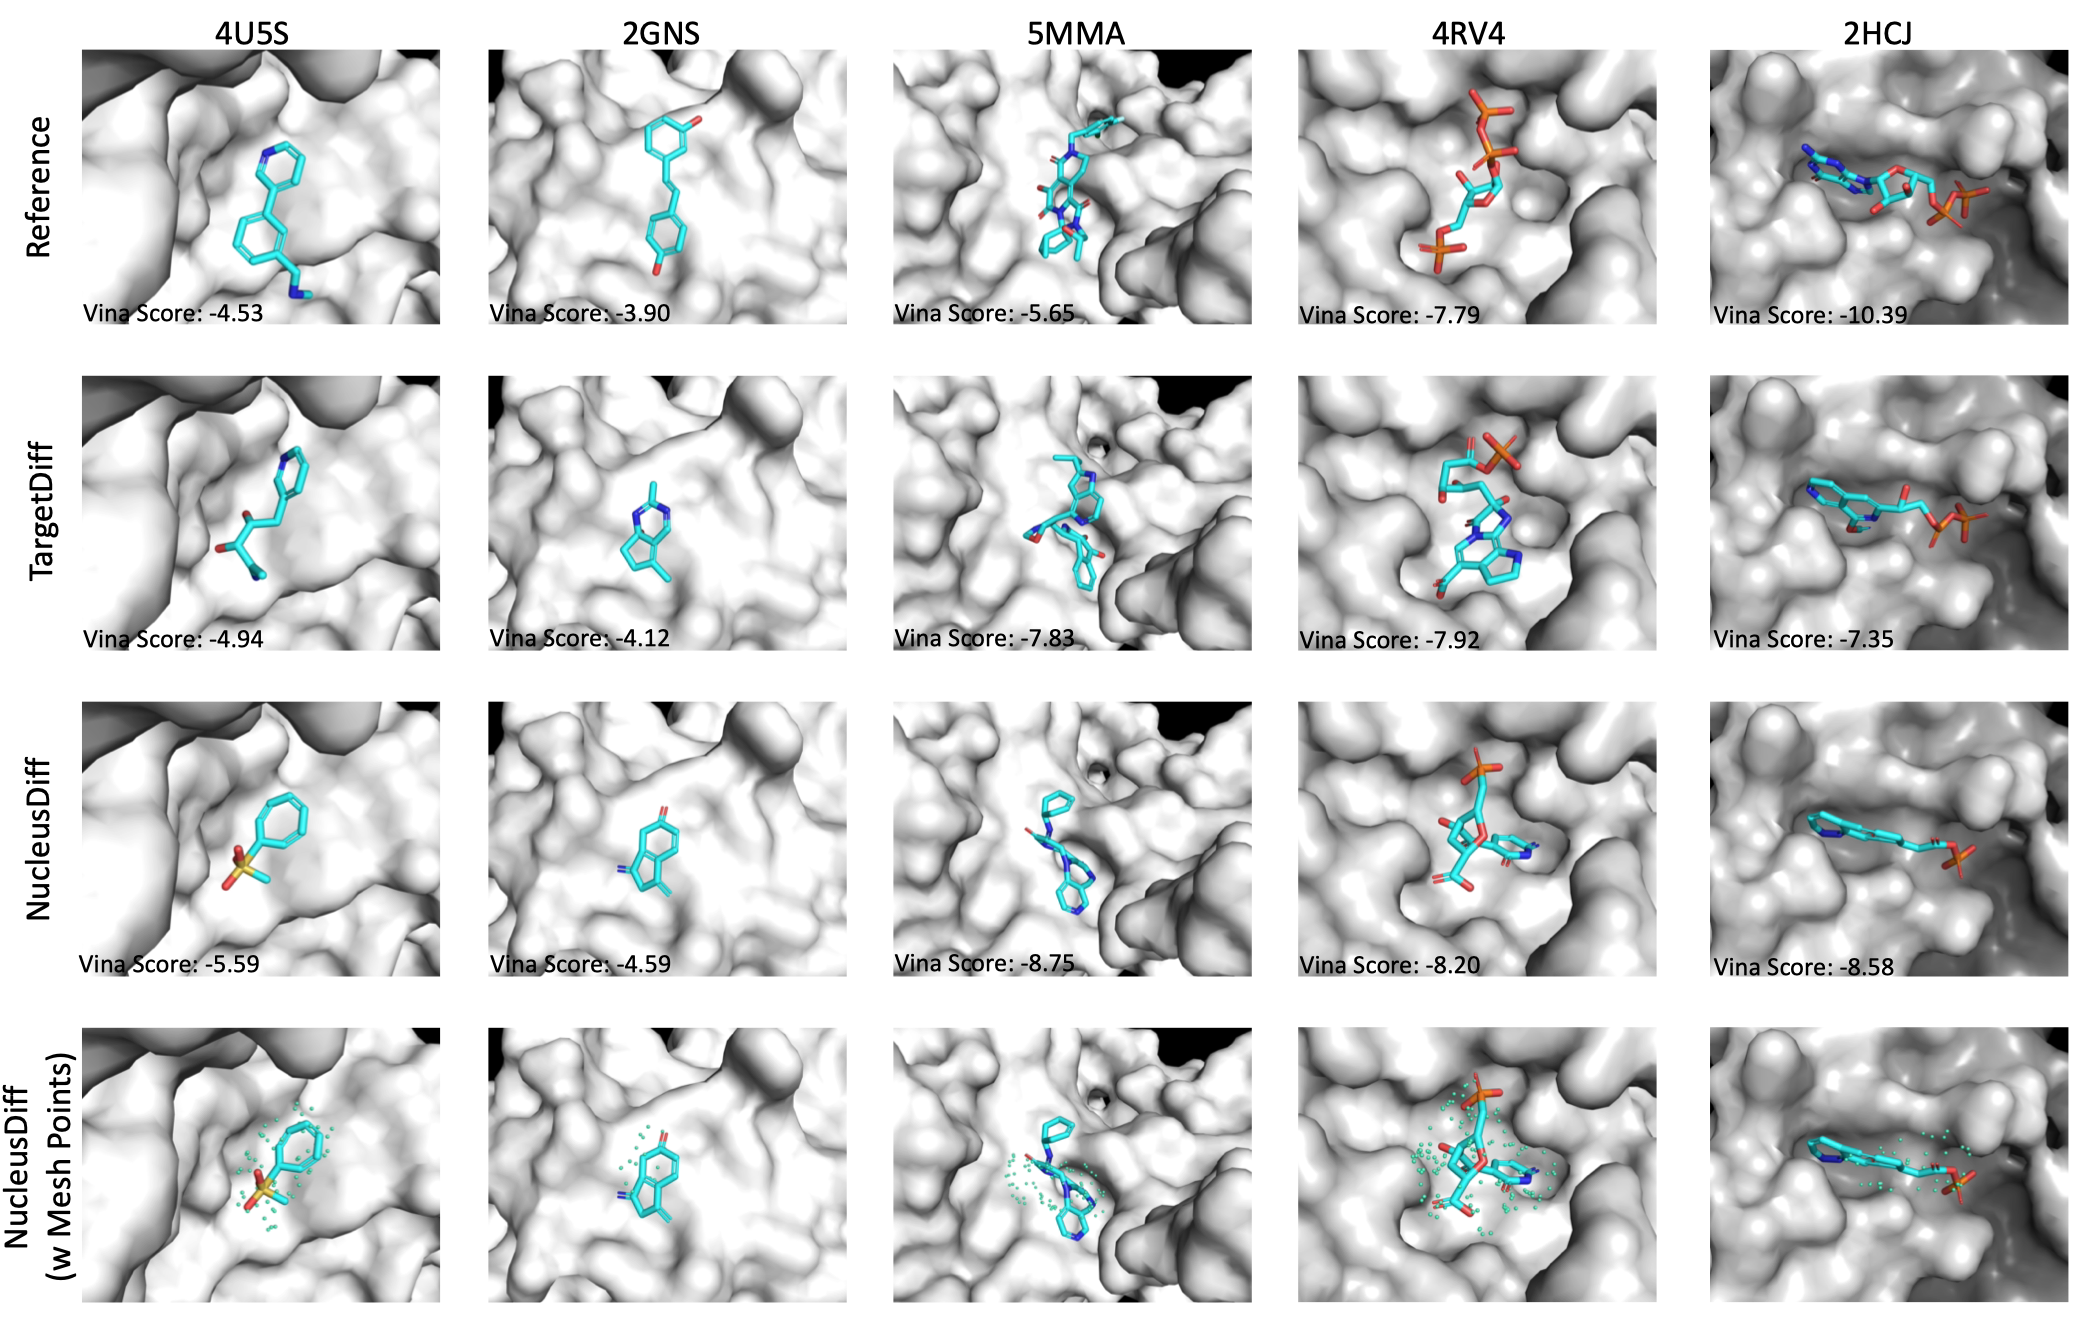 4U5S 2GNS 5MMA 4RV4 2HCJ
Reference
Vina Score: -4.53 Vina Score: -3.90 Vina Score: -5.65 Vina Score: -7.79 Vina Score: -10.39
TargetDiff
Vina Score: -4.94 Vina Score: -4.12 Vina Score: -7.83 Vina Score: -7.92 Vina Score: -7.35
NucleusDiff
Vina Score: -5.59 Vina Score: -4.59 Vina Score: -8.75 Vina Score: -8.20 Vina Score: -8.58
NucleusDiff
(w Mesh Points)